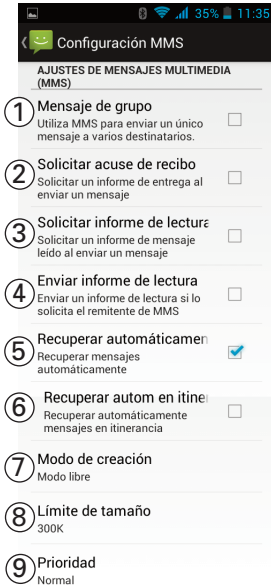 35% 11:35
Configuración MMS
AJUSTES DE MENSAJES MULTIMEDIA
(MMS)
1 Mensaje de grupo
Utiliza MMS para enviar un único
mensaje a varios destinatarios.
2 Solicitar acuse de recibo
Solicitar un informe de entrega al
enviar un mensaje
3 Solicitar informe de lectura
Solicitar un informe de mensaje
leído al enviar un mensaje
4 Enviar informe de lectura
Enviar un informe de lectura si lo
solicita el remitente de MMS
5 Recuperar automáticamen
Recuperar mensajes
automáticamente
6 Recuperar autom en itine
Recuperar automáticamente
mensajes en itinerancia
7 Modo de creación
Modo libre
8 Límite de tamaño
300K
9 Prioridad
Normal